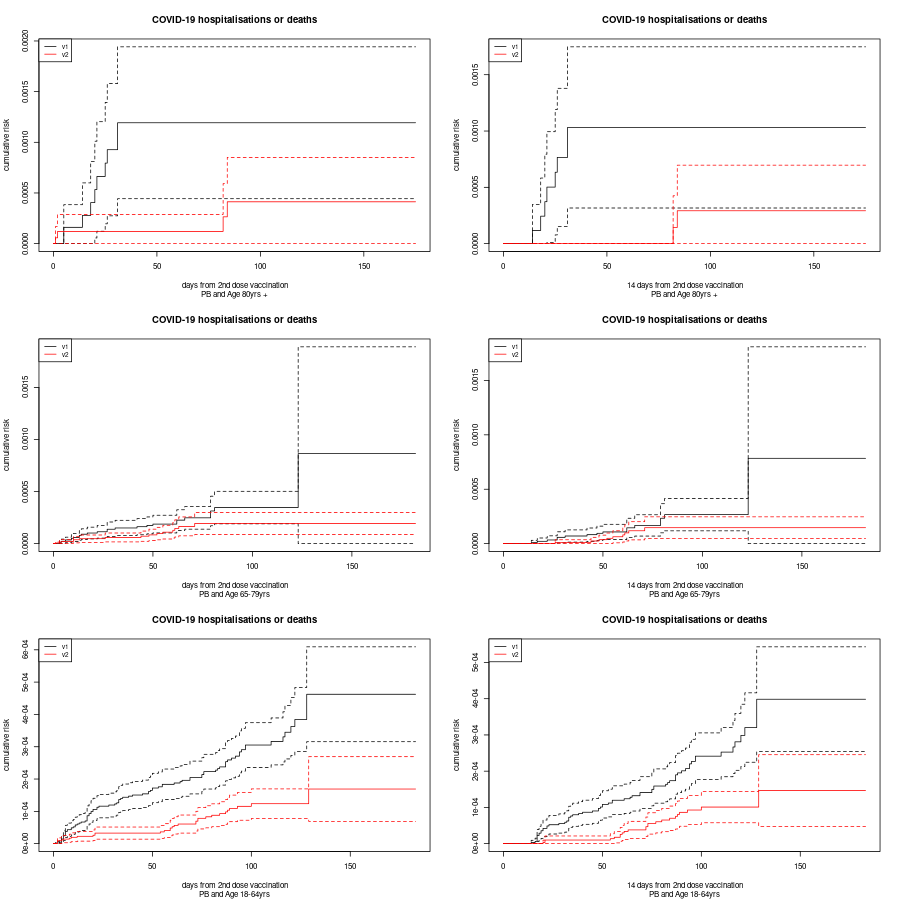 COVID-19 hospitalisations or deaths
v1
v2
cumulative risk
0.0000
0.0005
0.0010
0.0015
0.0020
0
50
100
150
days from 2nd dose vaccination
PB and Age 80yrs +
COVID-19 hospitalisations or deaths
v1
v2
cumulative risk
0.0000
0.0005
0.0010
0.0015
0
50
100
150
14 days from 2nd dose vaccination
PB and Age 80yrs +
COVID-19 hospitalisations or deaths
v1
v2
cumulative risk
0.0000
0.0005
0.0010
0.0015
0
50
100
150
days from 2nd dose vaccination
PB and Age 65-79yrs
COVID-19 hospitalisations or deaths
v1
v2
cumulative risk
0.0000
0.0005
0.0010
0.0015
0
50
100
150
14 days from 2nd dose vaccination
PB and Age 65-79yrs
COVID-19 hospitalisations or deaths
v1
v2
cumulative risk
0e+00
1e-04
2e-04
3e-04
4e-04
5e-04
6e-04
0
50
100
150
days from 2nd dose vaccination
PB and Age 18-64yrs
COVID-19 hospitalisations or deaths
v1
v2
cumulative risk
0e+00
1e-04
2e-04
3e-04
4e-04
5e-04
0
50
100
150
14 days from 2nd dose vaccination
PB and Age 18-64yrs